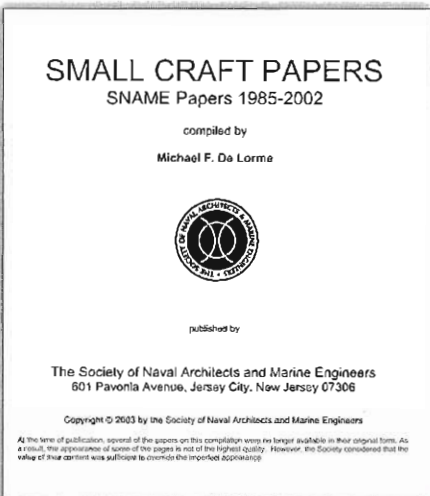 SMALL CRAFT PAPERS
SNAME Papers 1985-2002
compiled by
Michael F. De Lorme
THE SOCIETY OF NAVAL ARCHITECTS & MARINE ENGINEERS
published by
The Society of Naval Architects and Marine Engineers
601 Pavonia Avenue, Jersey City, New Jersey 07306
Copyright © 2003 by the Society of Naval Architects and Marine Engineers
At the time of publication, several of the papers on this compilation were no longer available in their original form. As
a result, the appearance of some of the pages is not of the highest quality. However, the Society considered that the
value of their content was sufficient to override the imperfect appearance.